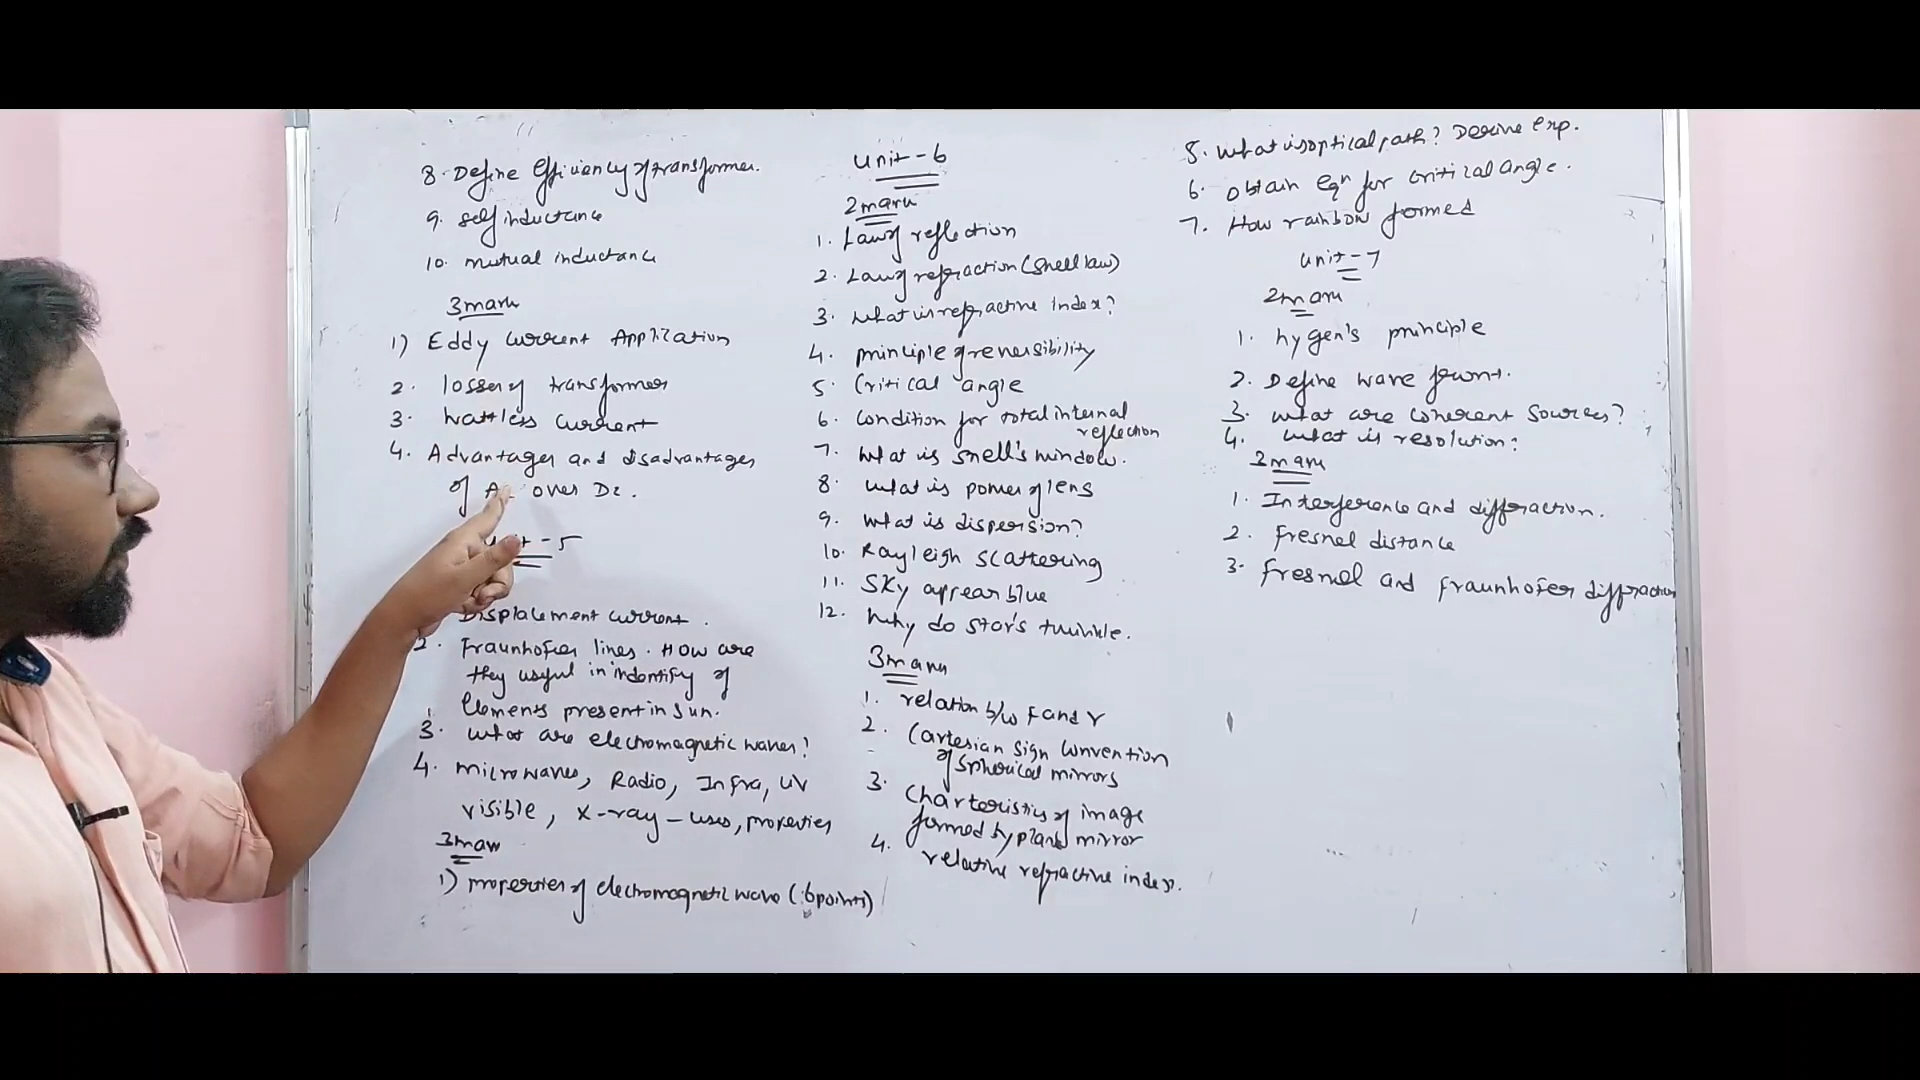 8. Define Efficiency of transformer.
9. self inductance
10. mutual inductance
3mark
1) Eddy current Application
2. losses of transformer
3. wattless current
4. Advantages and disadvantages
of AC over DC.
Unit-5
Displacement current.
2. Fraunhofer lines. How are
they useful in indentify of
Elements present in sun.
3. what are electromagnetic waves?
4. microwaves, Radio, Infra, UV
visible, x-ray - uses, properties
3mark
1) properties of electromagnetic wave (6 points)
Unit-6
2mark
1. Law of reflection
2. Law of refraction (snell law)
3. what is refractive index?
4. principle of reversibility
5. Critical angle
6. condition for total internal
reflection
7. what is snell's window.
8. what is power of lens
9. what is dispersion?
10. Rayleigh scattering
11. Sky appear blue
12. why do star's twinkle.
3mark
1. relation b/w F and r
2. Cartesian sign convention
of spherical mirrors
3. Charteristics of image
formed by plane mirror
4. relative refractive index.
5. what is optical path? Derive exp.
6. obtain eqn for critical angle.
7. How rainbow formed
unit-7
2mark
1. hygen's principle
2. Define wave front.
3. what are coherent sources?
4. what is resolution?
3mark
1. Interference and diffraction.
2. fresnel distance
3. fresnel and fraunhofer diffraction